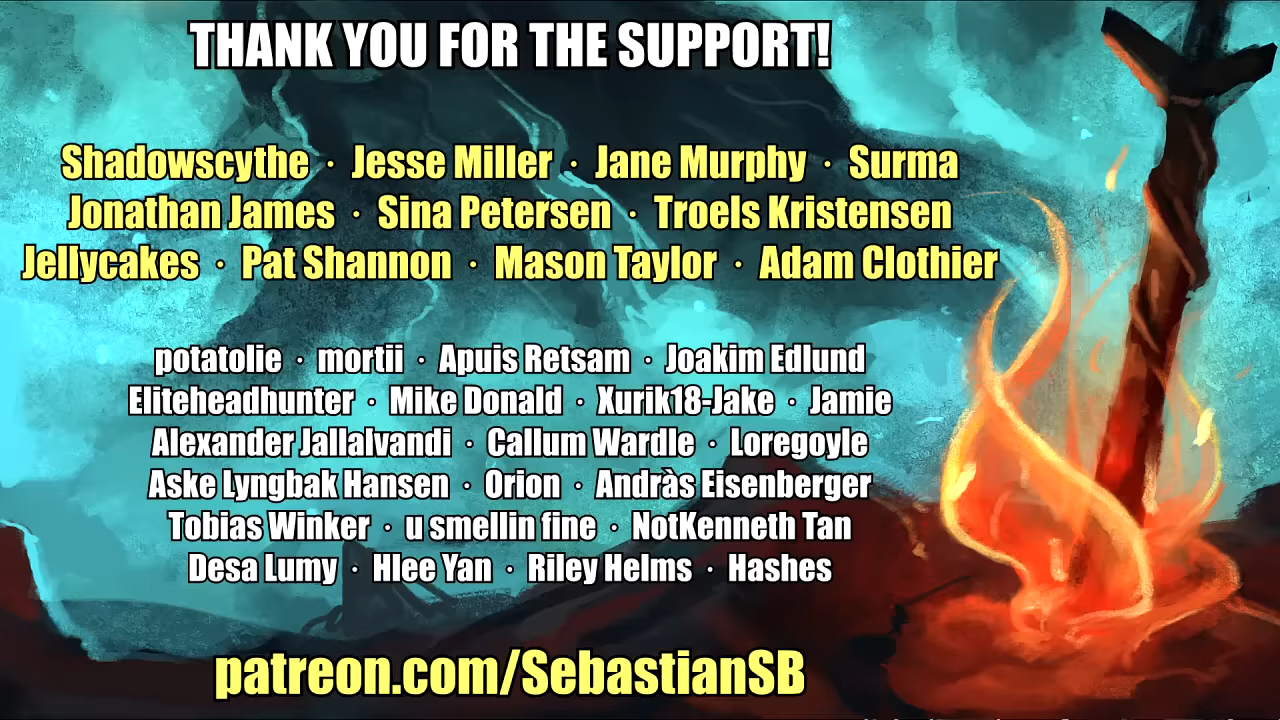 THANK YOU FOR THE SUPPORT!
Shadowscythe · Jesse Miller · Jane Murphy · Surma
Jonathan James · Sina Petersen · Troels Kristensen
Jellycakes · Pat Shannon · Mason Taylor · Adam Clothier
potatolie · mortii · Apuis Retsam · Joakim Edlund
Eliteheadhunter · Mike Donald · Xurik18-Jake · Jamie
Alexander Jallalvandi · Callum Wardle · Loregoyle
Aske Lyngbak Hansen · Orion · Andràs Eisenberger
Tobias Winker · u smellin fine · NotKenneth Tan
Desa Lumy · Hlee Yan · Riley Helms · Hashes
patreon.com/SebastianSB